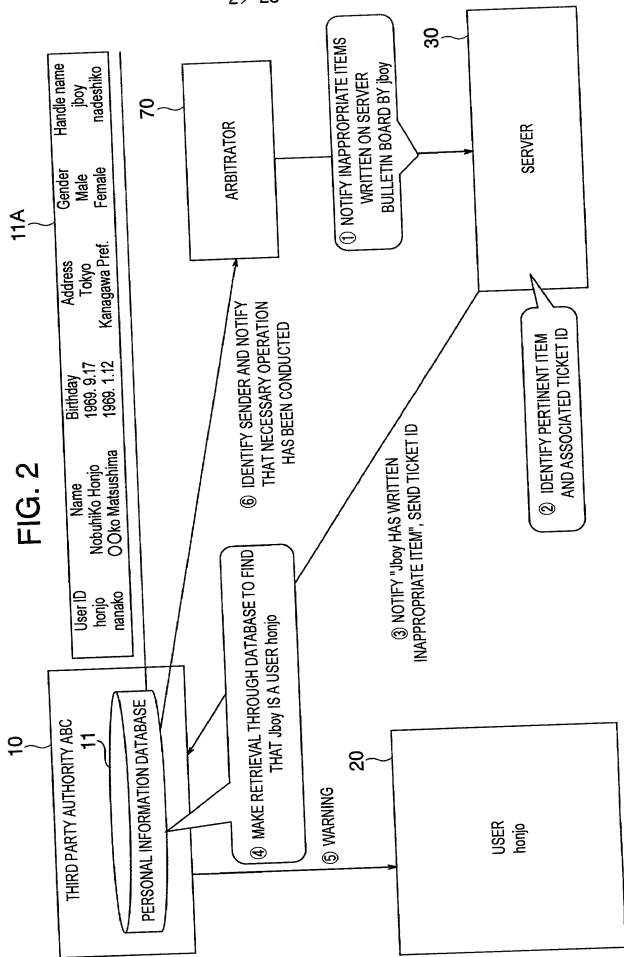 29-28
FIG. 2
11A
User ID Name Birthday Address Gender Handle name
honjo NobuhiKo Honjo 1969. 9.17 Tokyo Male jboy
nanako OOko Matsushima 1969. 1.12 Kanagawa Pref. Female nadeshiko
10
THIRD PARTY AUTHORITY ABC
11
PERSONAL INFORMATION DATABASE
70
ARBITRATOR
⑥ IDENTIFY SENDER AND NOTIFY
THAT NECESSARY OPERATION
HAS BEEN CONDUCTED
① NOTIFY INAPPROPRIATE ITEMS
WRITTEN ON SERVER
BULLETIN BOARD BY jboy
④ MAKE RETRIEVAL THROUGH DATABASE TO FIND
THAT Jboy IS A USER honjo
⑤ WARNING
③ NOTIFY "Jboy HAS WRITTEN
INAPPROPRIATE ITEM", SEND TICKET ID
30
SERVER
② IDENTIFY PERTINENT ITEM
AND ASSOCIATED TICKET ID
20
USER
honjo